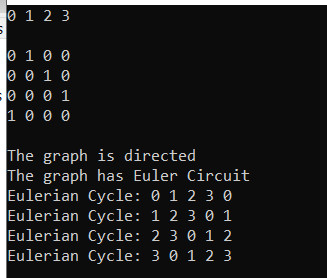 0 1 2 3
0 1 0 0
0 0 1 0
0 0 0 1
1 0 0 0
The graph is directed
The graph has Euler Circuit
Eulerian Cycle: 0 1 2 3 0
Eulerian Cycle: 1 2 3 0 1
Eulerian Cycle: 2 3 0 1 2
Eulerian Cycle: 3 0 1 2 3